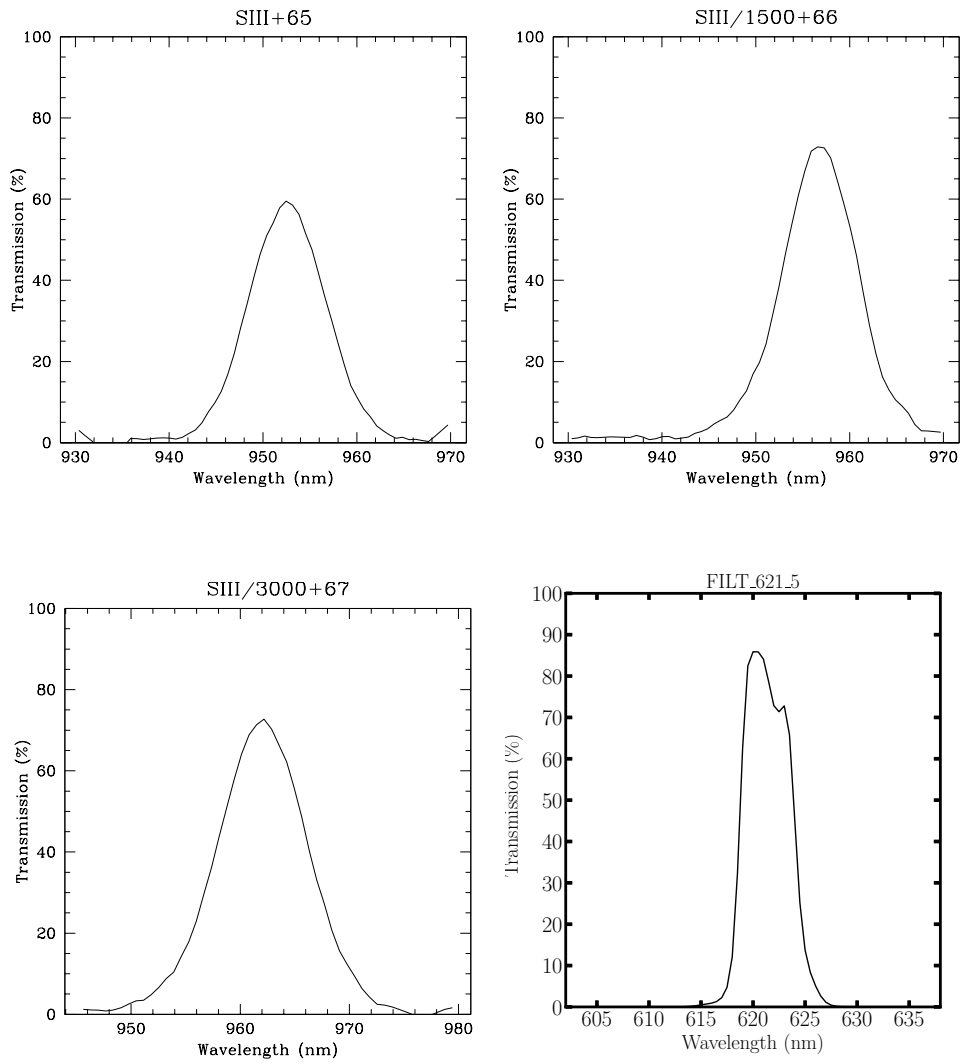 SIII+65
100
80
60
40
20
0
Transmission (%)
930 940 950 960 970
Wavelength (nm)
SIII/1500+66
100
80
60
40
20
0
Transmission (%)
930 940 950 960 970
Wavelength (nm)
SIII/3000+67
100
80
60
40
20
0
Transmission (%)
950 960 970 980
Wavelength (nm)
FILT_621_5
100
90
80
70
60
50
40
30
20
10
0
Transmission (%)
605 610 615 620 625 630 635
Wavelength (nm)